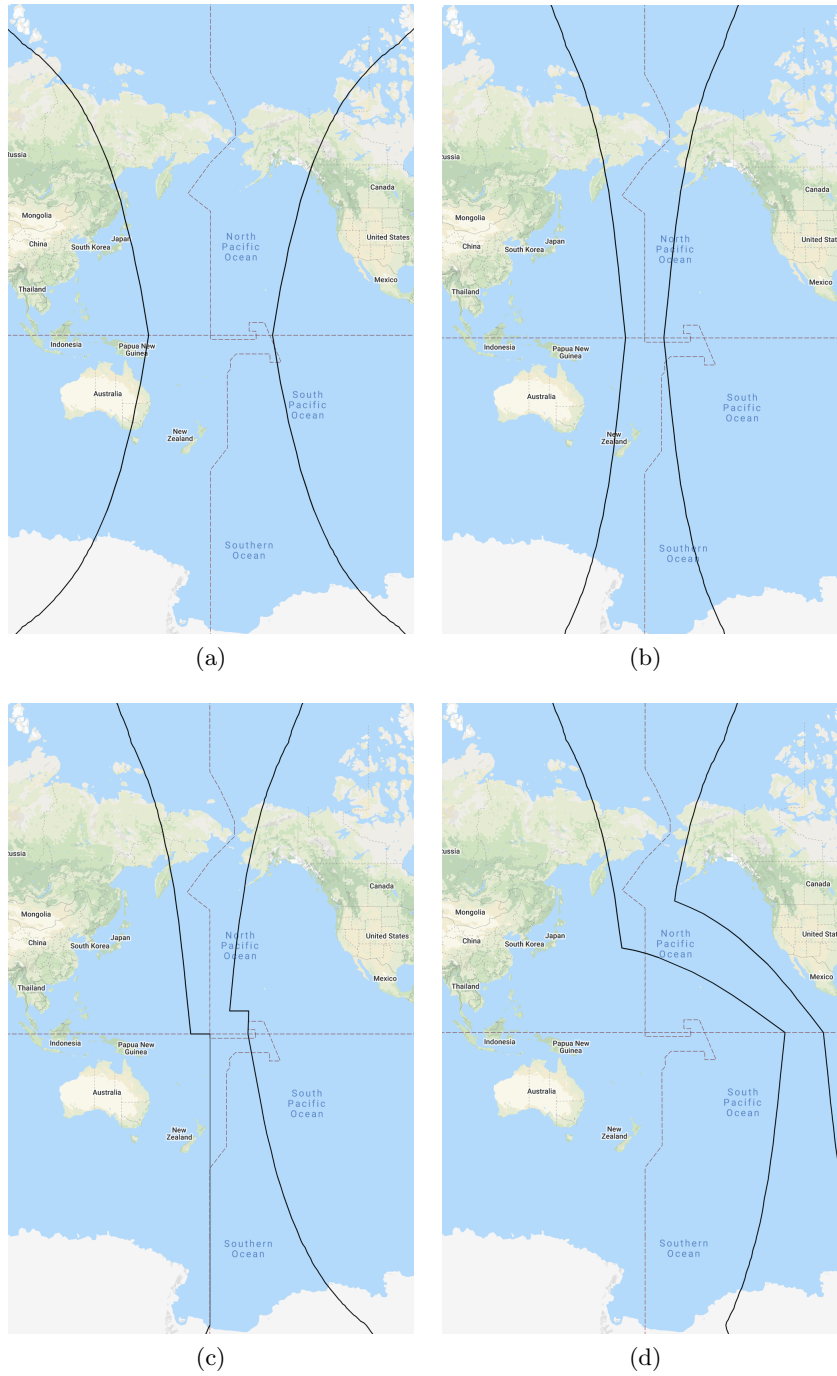 ussia
Canada
Mongolia
North
Pacific
Ocean
Japan
China
South Korea
United States
Mexico
Thailand
Indonesia
Papua New
Guinea
Australia
South
Pacific
Ocean
New
Zealand
Southern
Ocean
(a)
ussia
Canada
Mongolia
North
Pacific
Ocean
Japan
China
South Korea
United Stat
Mexico
Thailand
Indonesia
Papua New
Guinea
Australia
South
Pacific
Ocean
New
Zealand
Southern
Ocean
(b)
ussia
Canada
Mongolia
North
Pacific
Ocean
Japan
China
South Korea
United States
Mexico
Thailand
Indonesia
Papua New
Guinea
Australia
South
Pacific
Ocean
New
Zealand
Southern
Ocean
(c)
ussia
Canada
Mongolia
North
Pacific
Ocean
Japan
China
South Korea
United States
Mexico
Thailand
Indonesia
Papua New
Guinea
Australia
South
Pacific
Ocean
New
Zealand
Southern
Ocean
(d)